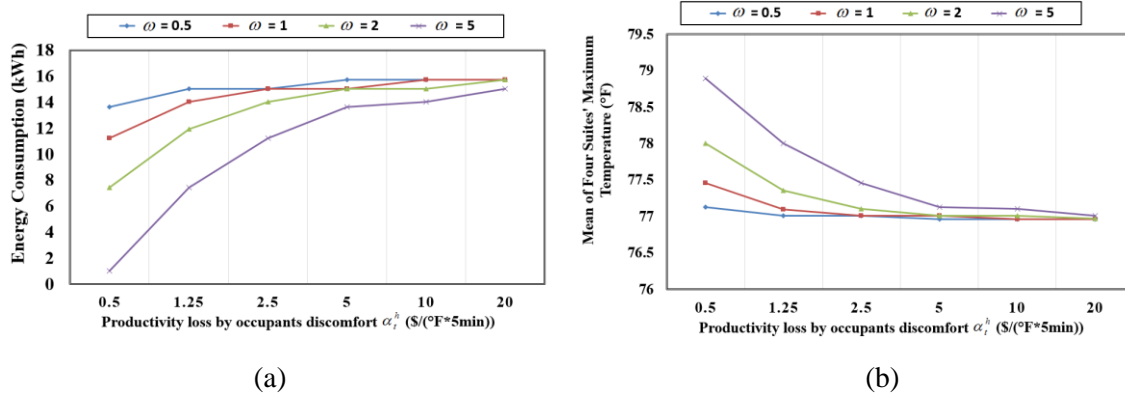 ω = 0.5 ω = 1 ω = 2 ω = 5
Energy Consumption (kWh)
18
16
14
12
10
8
6
4
2
0
0.5 1.25 2.5 5 10 20
Productivity loss by occupants discomfort α_t^h ($/(°F*5min))
(a)
ω = 0.5 ω = 1 ω = 2 ω = 5
Mean of Four Suites' Maximum
Temperature (°F)
79.5
79
78.5
78
77.5
77
76.5
76
0.5 1.25 2.5 5 10 20
Productivity loss by occupants discomfort α_t^h ($/(°F*5min))
(b)